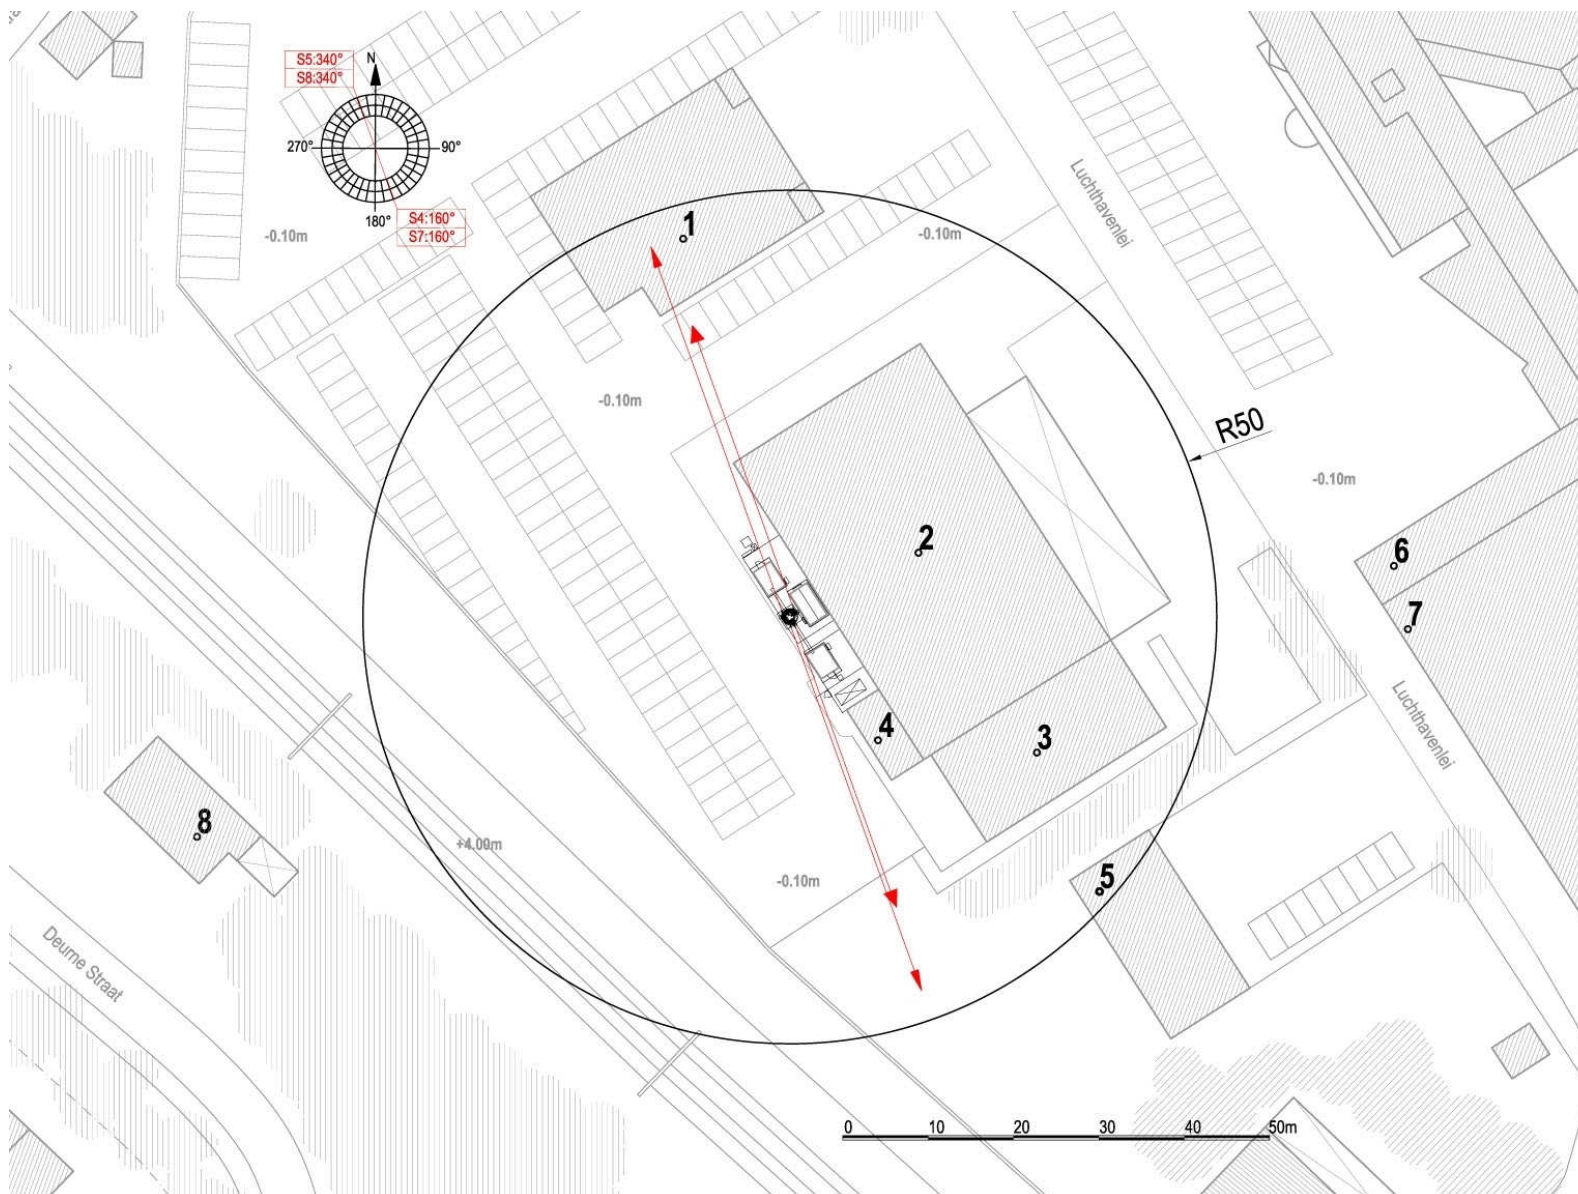 S5:340°
S8:340°
N
270°
90°
180°
S4:160°
S7:160°
-0.10m
1
-0.10m
Luchthavenlei
-0.10m
R50
-0.10m
2
6
7
Luchthavenlei
4
3
8
+4.00m
-0.10m
5
Deurne Straat
0 10 20 30 40 50m